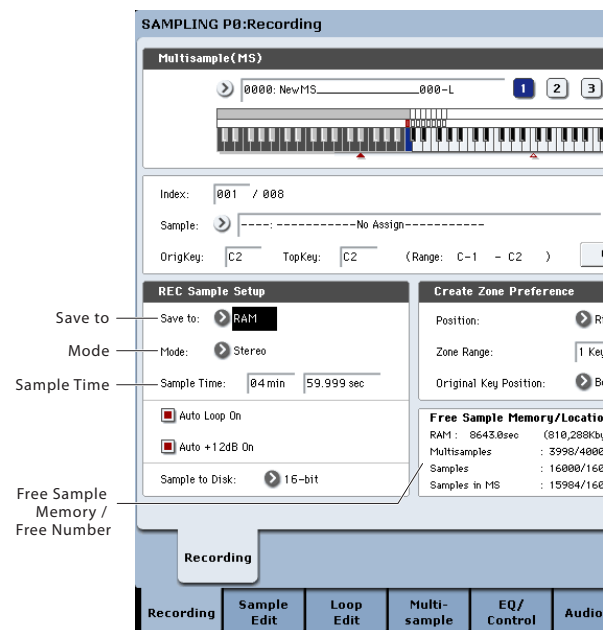 SAMPLING P0:Recording
Multisample(MS)
0000: NewMS____________000-L
1 2 3
Index: 001 / 008
Sample: ----: ------------No Assign------------
OrigKey: C2 TopKey: C2 (Range: C-1 - C2 )
REC Sample Setup
Save to: RAM
Mode: Stereo
Sample Time: 04 min 59.999 sec
Auto Loop On
Auto +12dB On
Sample to Disk: 16-bit
Create Zone Preference
Position:
Zone Range: 1 Key
Original Key Position:
Free Sample Memory/Locatio
RAM : 8643.0sec (810,288Kby
Multisamples : 3998/4000
Samples : 16000/160
Samples in MS : 15984/160
Save to
Mode
Sample Time
Free Sample
Memory /
Free Number
Recording
Recording
Sample Edit
Loop Edit
Multi-sample
EQ/ Control
Audio